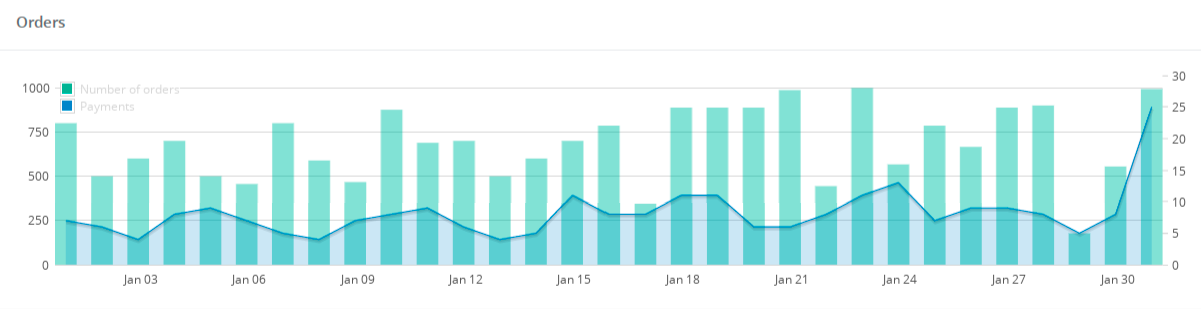 Orders
1000 Number of orders 30
Payments 25
750 20
500 15
250 10
5
0 0
Jan 03 Jan 06 Jan 09 Jan 12 Jan 15 Jan 18 Jan 21 Jan 24 Jan 27 Jan 30